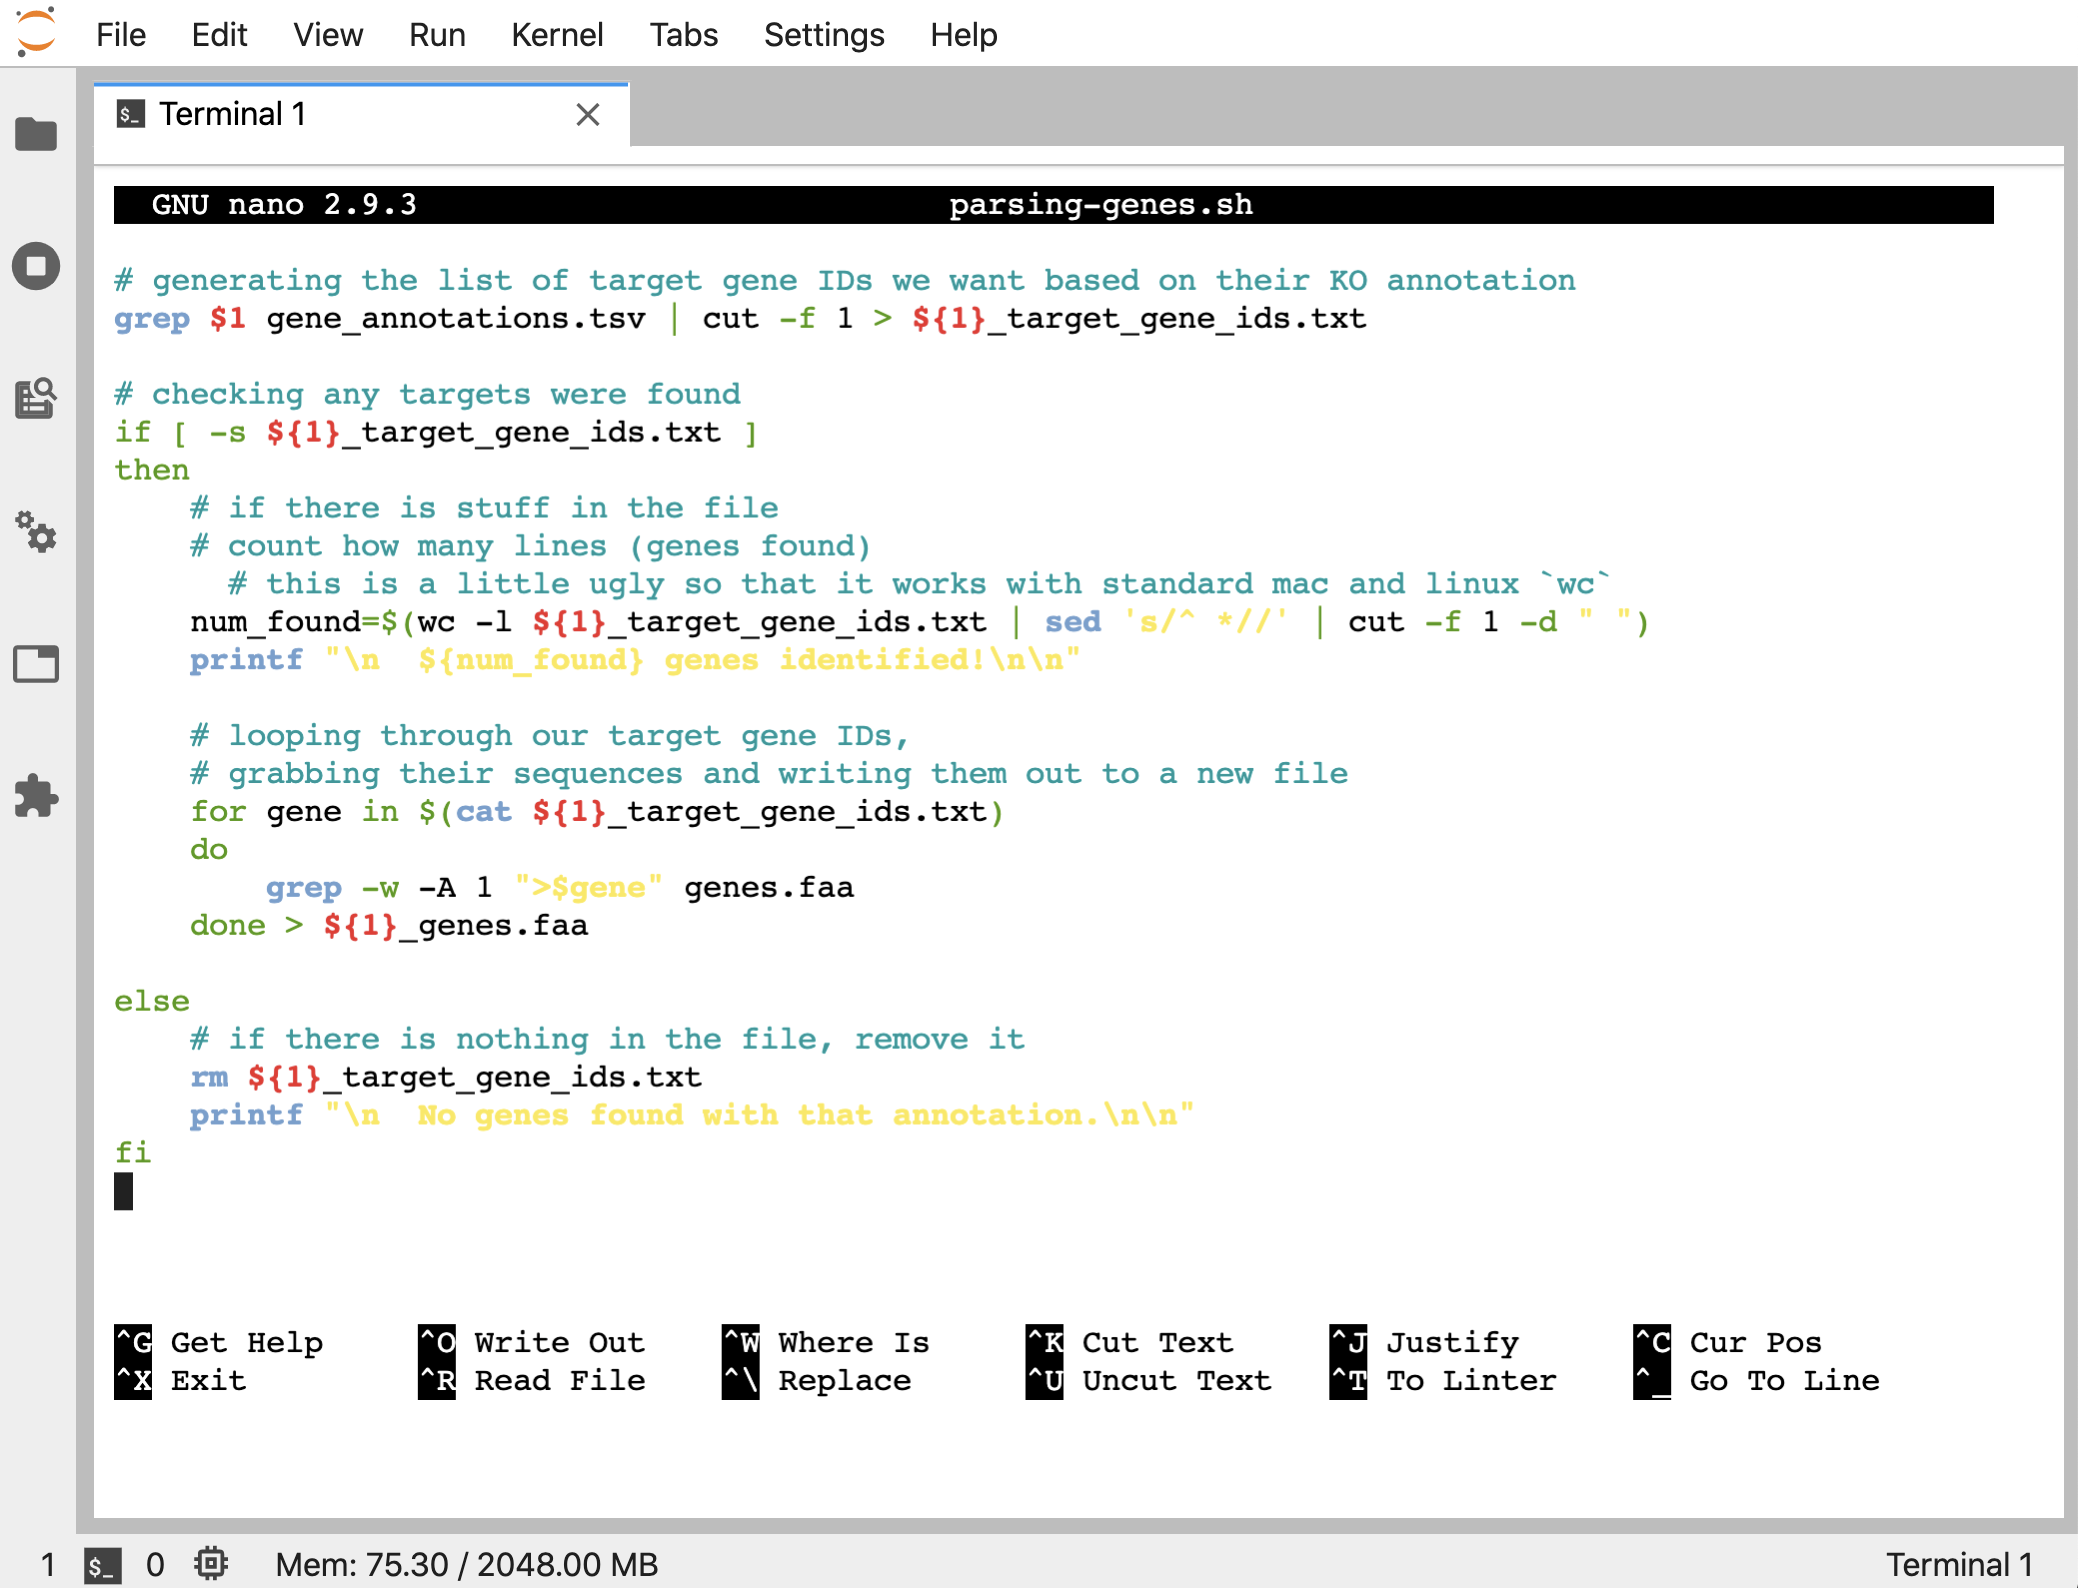 File Edit View Run Kernel Tabs Settings Help
$_ Terminal 1
GNU nano 2.9.3 parsing-genes.sh
# generating the list of target gene IDs we want based on their KO annotation
grep $1 gene_annotations.tsv | cut -f 1 > ${1}_target_gene_ids.txt
# checking any targets were found
if [ -s ${1}_target_gene_ids.txt ]
then
    # if there is stuff in the file
    # count how many lines (genes found)
      # this is a little ugly so that it works with standard mac and linux `wc`
    num_found=$(wc -l ${1}_target_gene_ids.txt | sed 's/^ *//' | cut -f 1 -d " ")
    printf "\n  ${num_found} genes identified!\n\n"
    # looping through our target gene IDs,
    # grabbing their sequences and writing them out to a new file
    for gene in $(cat ${1}_target_gene_ids.txt)
    do
        grep -w -A 1 ">$gene" genes.faa
    done > ${1}_genes.faa
else
    # if there is nothing in the file, remove it
    rm ${1}_target_gene_ids.txt
    printf "\n  No genes found with that annotation.\n\n"
fi
^G Get Help ^O Write Out ^W Where Is ^K Cut Text ^J Justify ^C Cur Pos
^X Exit ^R Read File ^\ Replace ^U Uncut Text ^T To Linter ^_ Go To Line
1 $_ 0 Mem: 75.30 / 2048.00 MB Terminal 1